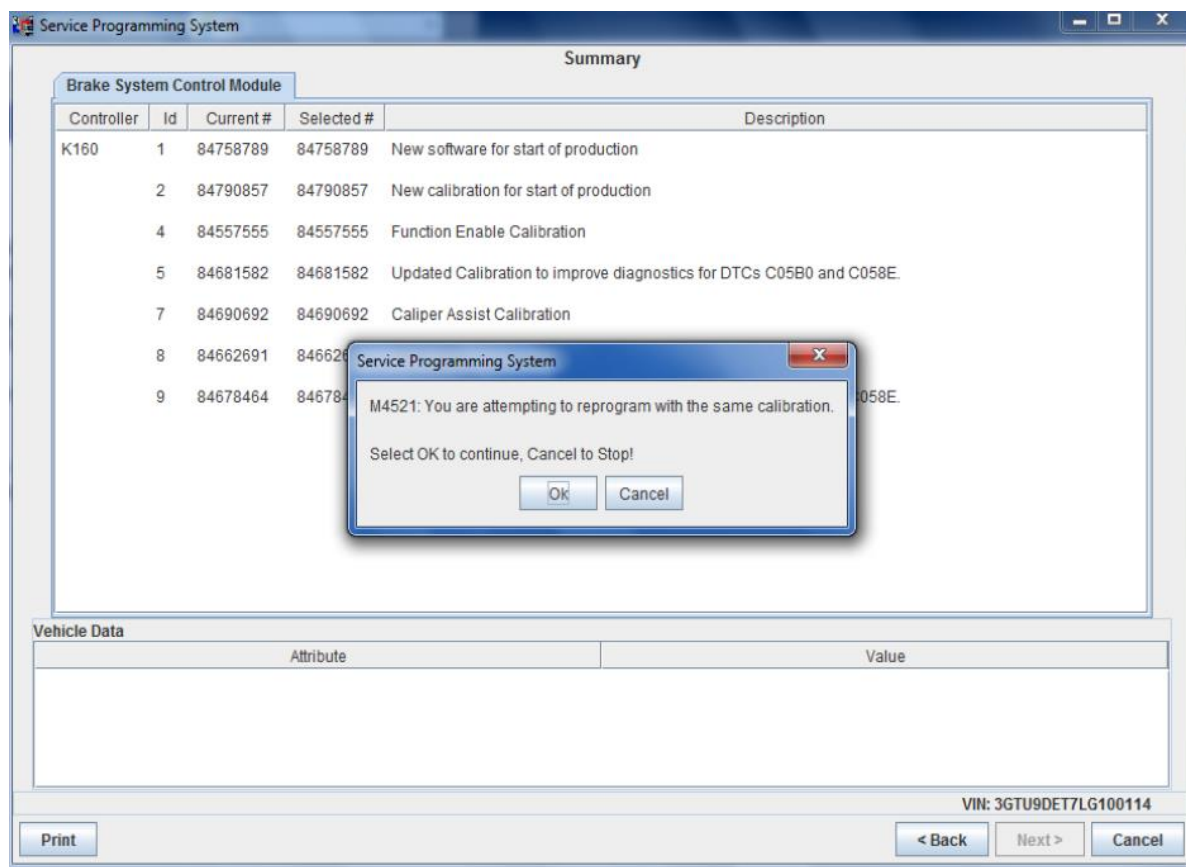 Service Programming System
Summary
Brake System Control Module
Controller Id Current # Selected # Description
K160 1 84758789 84758789 New software for start of production
2 84790857 84790857 New calibration for start of production
4 84557555 84557555 Function Enable Calibration
5 84681582 84681582 Updated Calibration to improve diagnostics for DTCs C05B0 and C058E.
7 84690692 84690692 Caliper Assist Calibration
8 84662691 846626
9 84678464 846784 058E.
Service Programming System
M4521: You are attempting to reprogram with the same calibration.
Select OK to continue, Cancel to Stop!
Ok Cancel
Vehicle Data
Attribute Value
VIN: 3GTU9DET7LG100114
Print < Back Next > Cancel